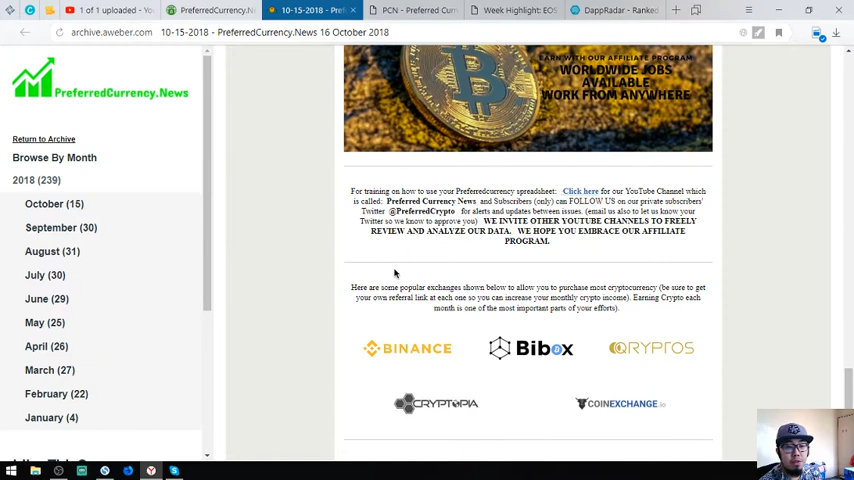 1 of 1 uploaded - Yo
PreferredCurrency.N
10-15-2018 - Pref
PCN - Preferred Curr
Week Highlight: EOS
DappRadar - Ranked
archive.aweber.com 10-15-2018 - PreferredCurrency.News 16 October 2018
PreferredCurrency.News
Return to Archive
Browse By Month
2018 (239)
October (15)
September (30)
August (31)
July (30)
June (29)
May (25)
April (26)
March (27)
February (22)
January (4)
EARN WITH OUR AFFILIATE PROGRAM
WORLDWIDE JOBS
AVAILABLE
WORK FROM ANYWHERE
For training on how to use your Preferredcurrency spreadsheet: Click here for our YouTube Channel which
is called: Preferred Currency News and Subscribers (only) can FOLLOW US on our private subscribers'
Twitter @PreferredCrypto for alerts and updates between issues. (email us also to let us know your
Twitter so we know to approve you) WE INVITE OTHER YOUTUBE CHANNELS TO FREELY
REVIEW AND ANALYZE OUR DATA. WE HOPE YOU EMBRACE OUR AFFILIATE
PROGRAM.
Here are some popular exchanges shown below to allow you to purchase most cryptocurrency (be sure to get
your own referral link at each one so you can increase your monthly crypto income). Earning Crypto each
month is one of the most important parts of your efforts).
BINANCE
Bibox
QRYPTOS
CRYPTOPIA
COINEXCHANGE.io